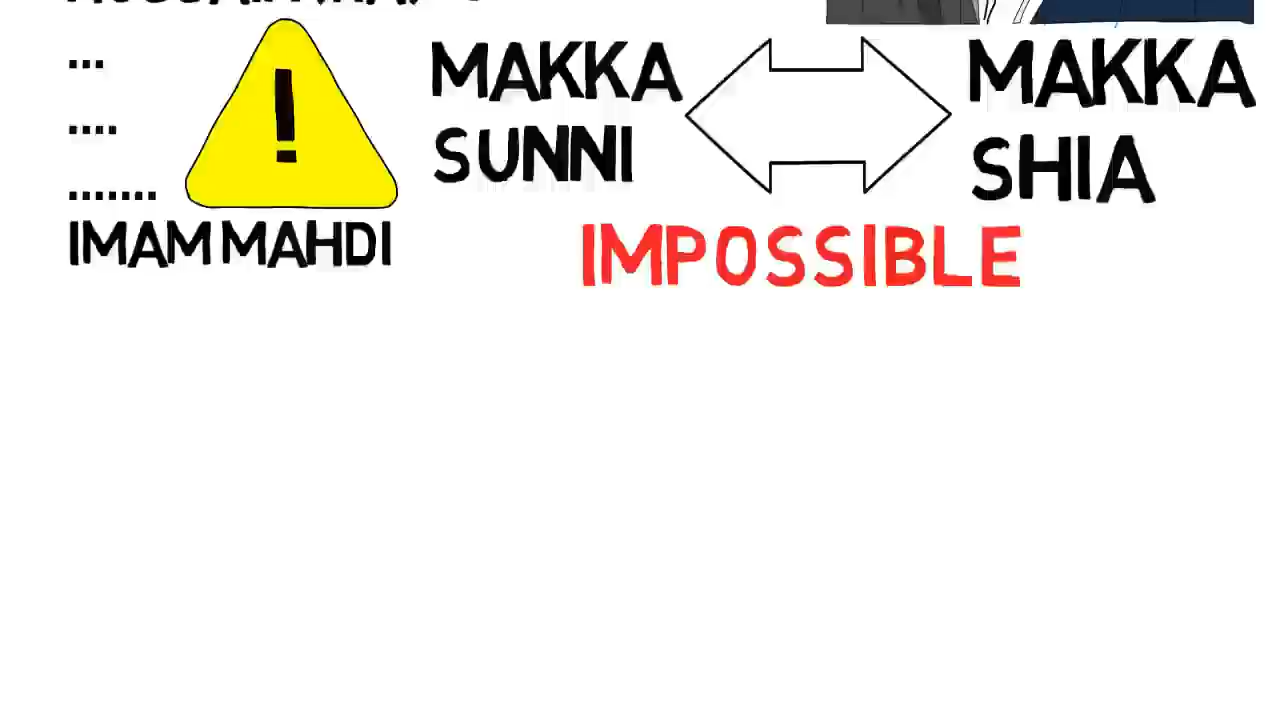 ...
....
.......
IMAM MAHDI
!
MAKKA
SUNNI
MAKKA
SHIA
IMPOSSIBLE